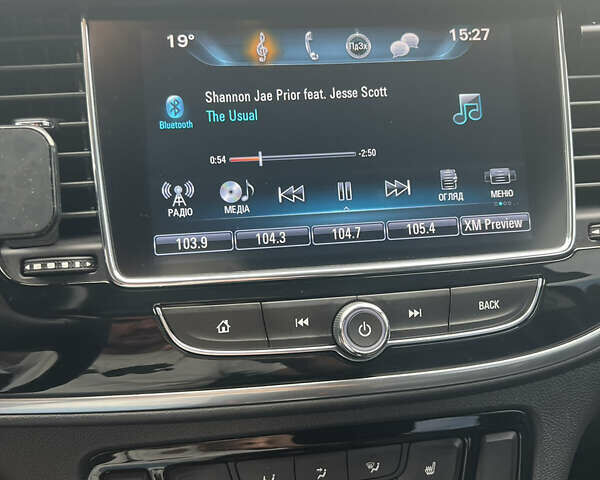 19°
ПдЗх
15:27
Bluetooth
Shannon Jae Prior feat. Jesse Scott
The Usual
0:54
-2:50
РАДІО
МЕДІА
ОГЛЯД
МЕНЮ
103.9
104.3
104.7
105.4
XM Preview
BACK